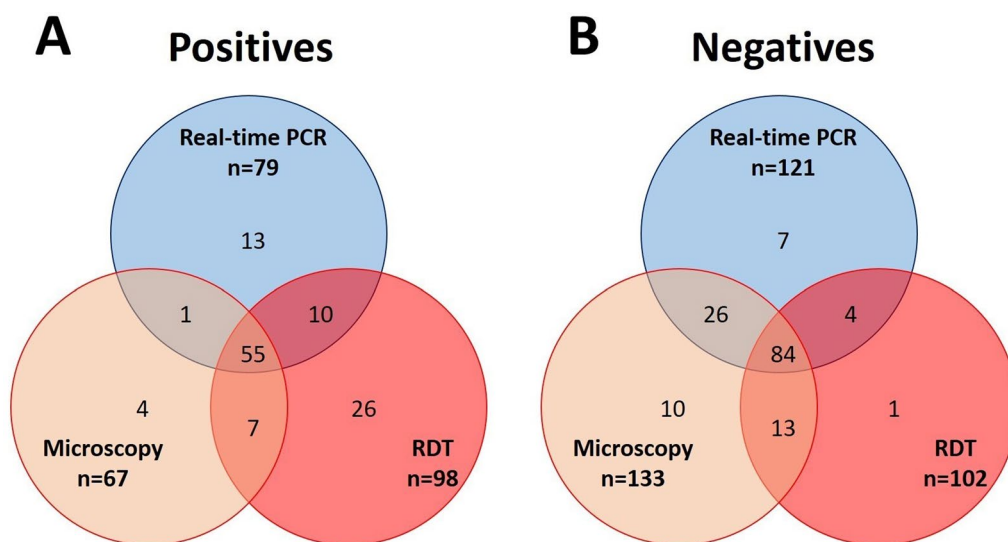 A
Positives
Real-time PCR
n=79
13
1
10
55
4
7
26
Microscopy
n=67
RDT
n=98
B
Negatives
Real-time PCR
n=121
7
26
4
84
10
13
1
Microscopy
n=133
RDT
n=102